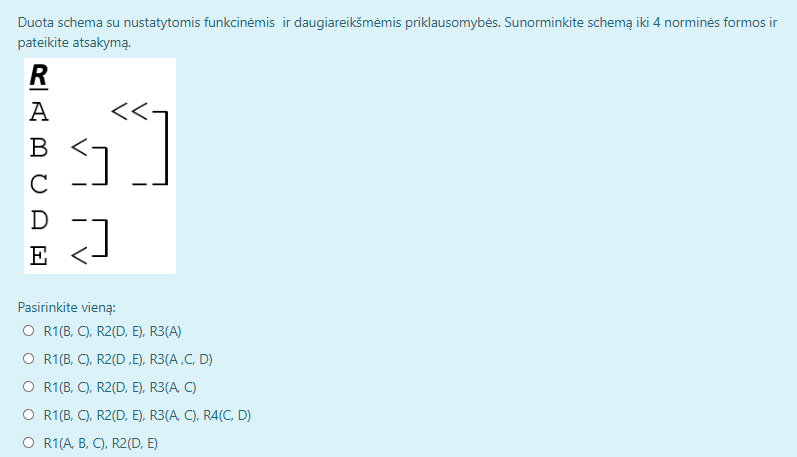 Duota schema su nustatytomis funkcinėmis ir daugiareikšmėmis priklausomybės. Sunorminkite schemą iki 4 norminės formos ir
pateikite atsakymą.
R
A <<
B <
C
D
E <
Pasirinkite vieną:
R1(B, C), R2(D, E), R3(A)
R1(B, C), R2(D ,E), R3(A ,C, D)
R1(B, C), R2(D, E), R3(A, C)
R1(B, C), R2(D, E), R3(A, C), R4(C, D)
R1(A, B, C), R2(D, E)